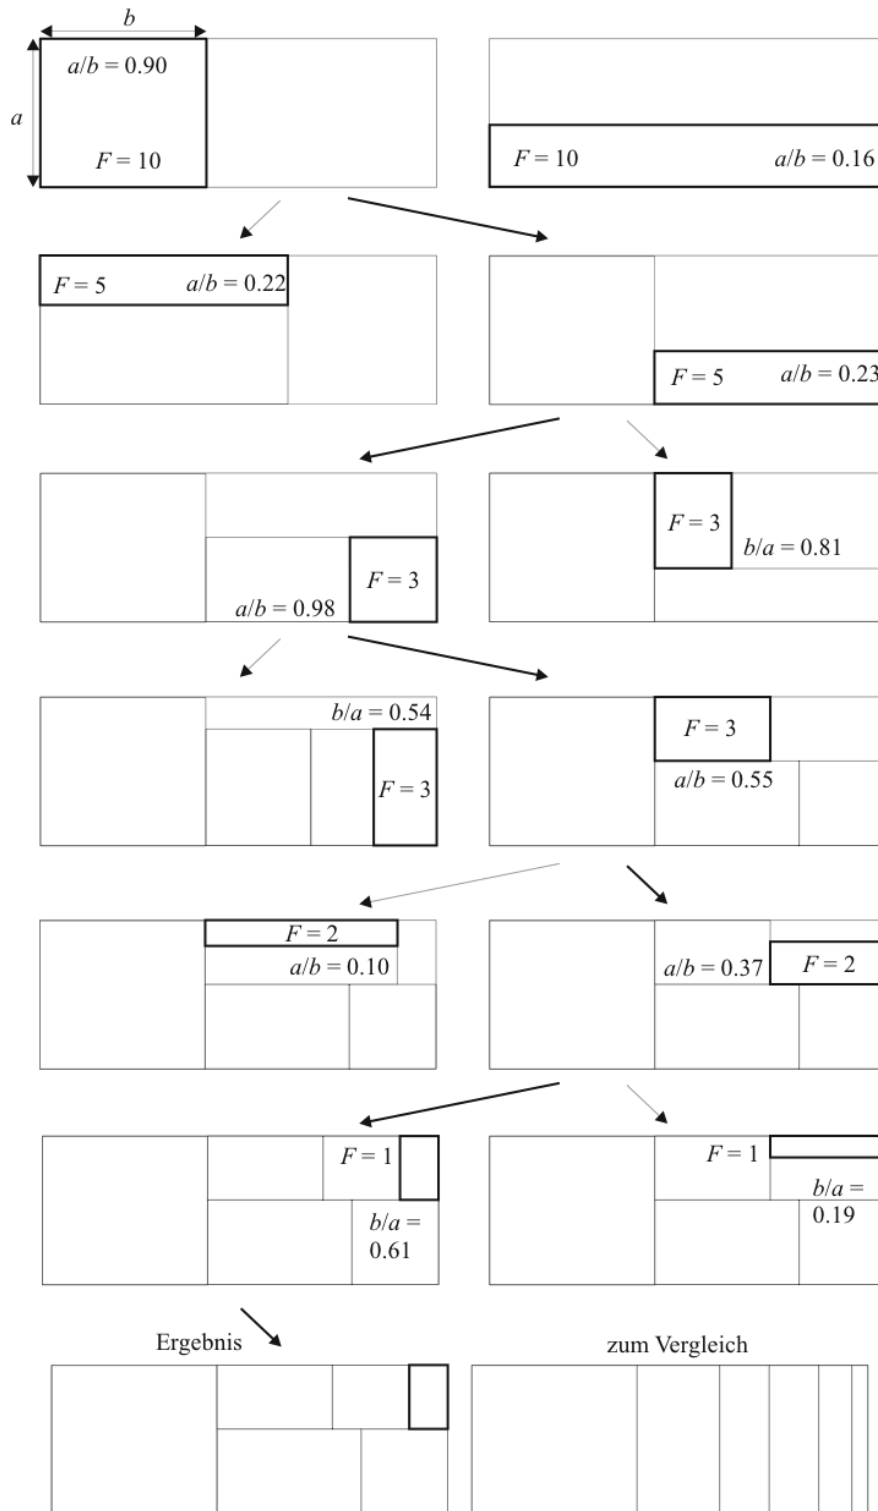 b
a/b = 0.90
a
F = 10
F = 10 a/b = 0.16
F = 5 a/b = 0.22
F = 5 a/b = 0.23
F = 3
a/b = 0.98
F = 3
b/a = 0.81
b/a = 0.54
F = 3
F = 3
a/b = 0.55
F = 2
a/b = 0.10
a/b = 0.37 F = 2
F = 1
b/a =
0.61
F = 1
b/a =
0.19
Ergebnis
zum Vergleich